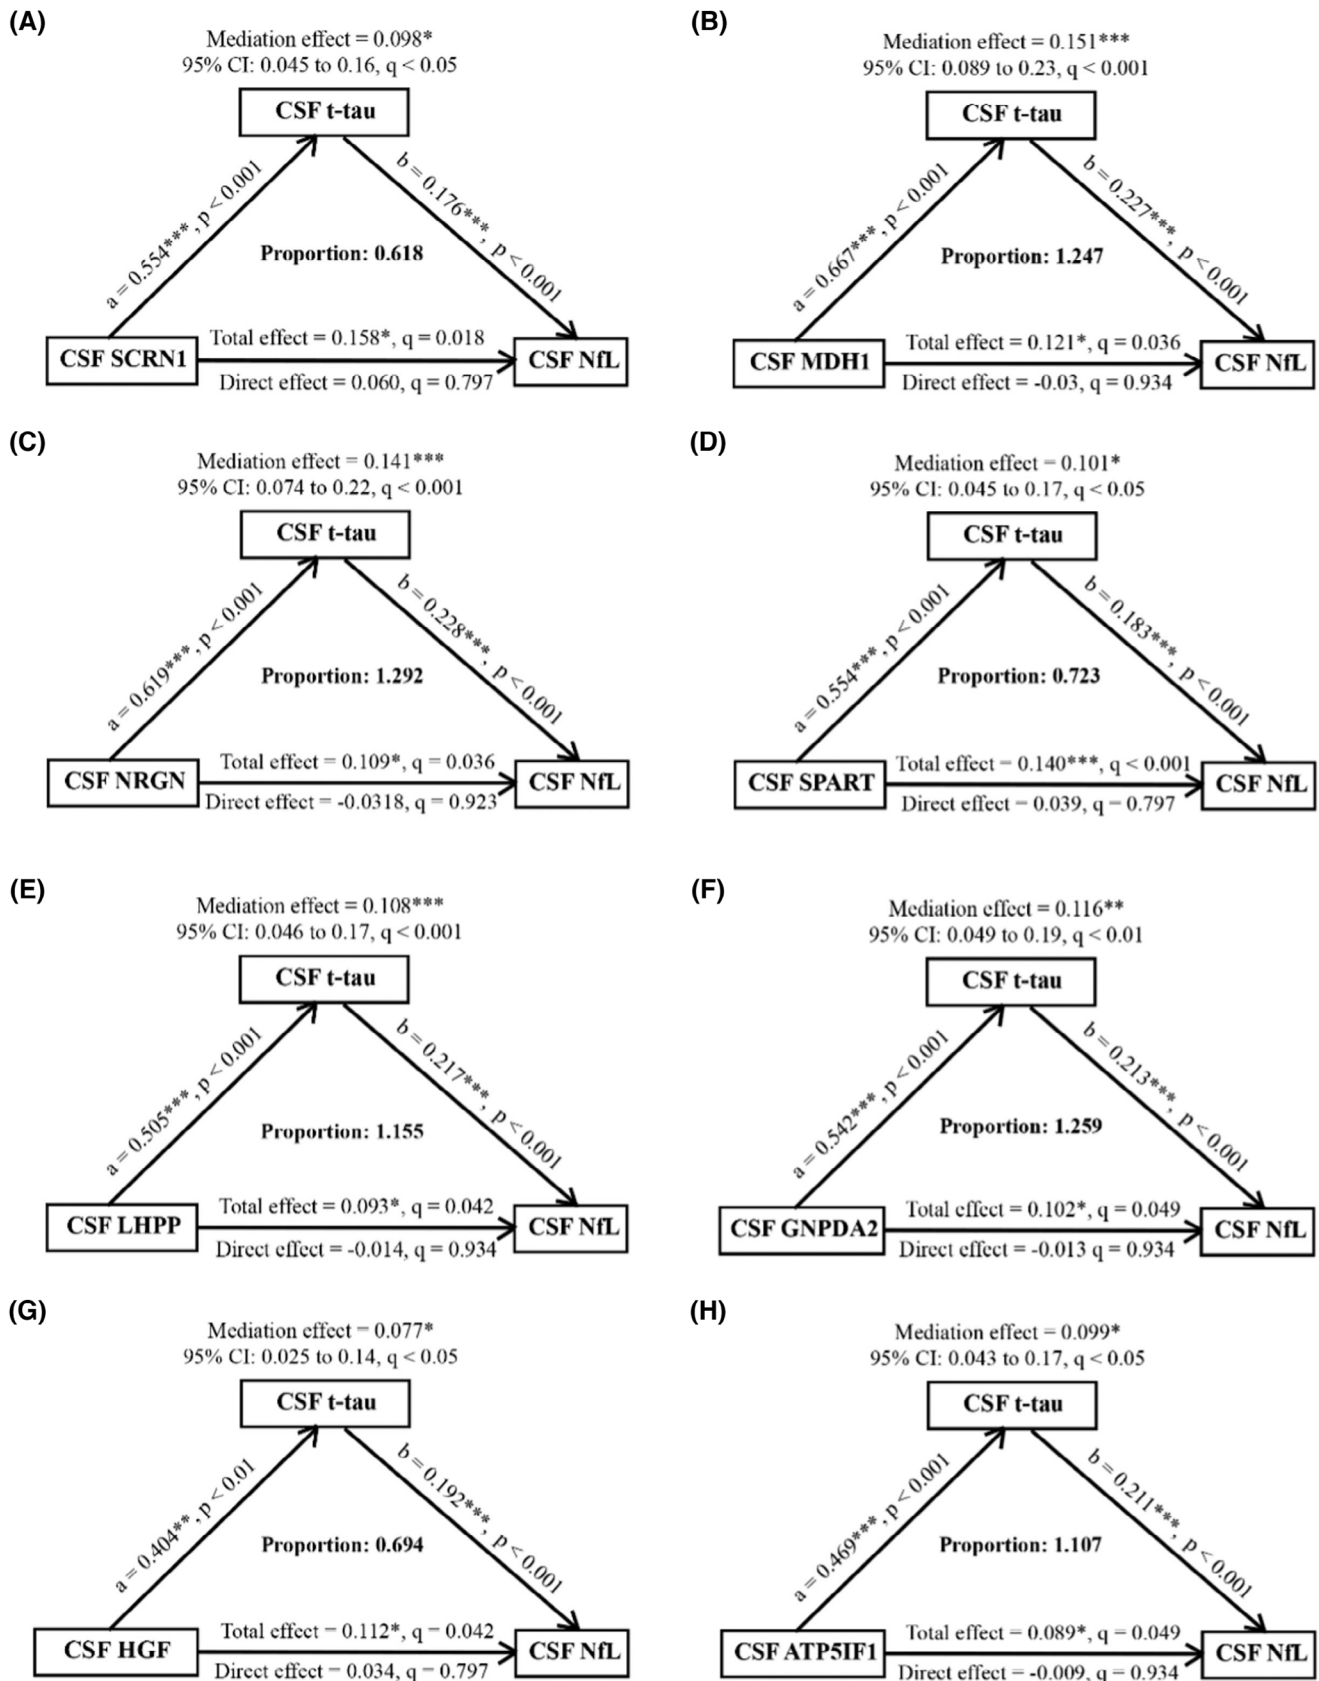 (A)
Mediation effect = 0.098*
95% CI: 0.045 to 0.16, q < 0.05
CSF t-tau
a = 0.554***, p < 0.001
b = 0.176***, p < 0.001
Proportion: 0.618
Total effect = 0.158*, q = 0.018
CSF SCRN1
CSF NfL
Direct effect = 0.060, q = 0.797
(B)
Mediation effect = 0.151***
95% CI: 0.089 to 0.23, q < 0.001
CSF t-tau
a = 0.667***, p < 0.001
b = 0.227***, p < 0.001
Proportion: 1.247
Total effect = 0.121*, q = 0.036
CSF MDH1
CSF NfL
Direct effect = -0.03, q = 0.934
(C)
Mediation effect = 0.141***
95% CI: 0.074 to 0.22, q < 0.001
CSF t-tau
a = 0.619***, p < 0.001
b = 0.228***, p < 0.001
Proportion: 1.292
Total effect = 0.109*, q = 0.036
CSF NRGN
CSF NfL
Direct effect = -0.0318, q = 0.923
(D)
Mediation effect = 0.101*
95% CI: 0.045 to 0.17, q < 0.05
CSF t-tau
a = 0.554***, p < 0.001
b = 0.183***, p < 0.001
Proportion: 0.723
Total effect = 0.140***, q < 0.001
CSF SPART
CSF NfL
Direct effect = 0.039, q = 0.797
(E)
Mediation effect = 0.108***
95% CI: 0.046 to 0.17, q < 0.001
CSF t-tau
a = 0.505***, p < 0.001
b = 0.217***, p < 0.001
Proportion: 1.155
Total effect = 0.093*, q = 0.042
CSF LHPP
CSF NfL
Direct effect = -0.014, q = 0.934
(F)
Mediation effect = 0.116**
95% CI: 0.049 to 0.19, q < 0.01
CSF t-tau
a = 0.542***, p < 0.001
b = 0.213***, p < 0.001
Proportion: 1.259
Total effect = 0.102*, q = 0.049
CSF GNPDA2
CSF NfL
Direct effect = -0.013 q = 0.934
(G)
Mediation effect = 0.077*
95% CI: 0.025 to 0.14, q < 0.05
CSF t-tau
a = 0.404**, p < 0.01
b = 0.192***, p < 0.001
Proportion: 0.694
Total effect = 0.112*, q = 0.042
CSF HGF
CSF NfL
Direct effect = 0.034, q = 0.797
(H)
Mediation effect = 0.099*
95% CI: 0.043 to 0.17, q < 0.05
CSF t-tau
a = 0.469***, p < 0.001
b = 0.211***, p < 0.001
Proportion: 1.107
Total effect = 0.089*, q = 0.049
CSF ATP5IF1
CSF NfL
Direct effect = -0.009, q = 0.934